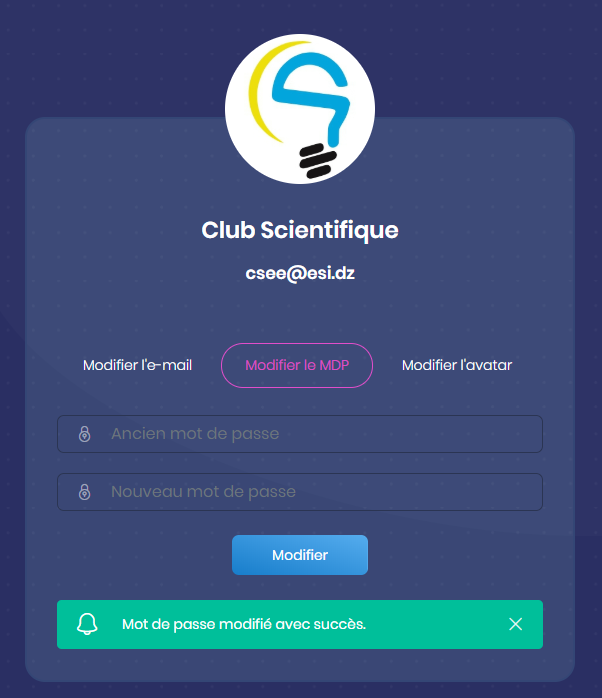 Club Scientifique
csee@esi.dz
Modifier l'e-mail Modifier le MDP Modifier l'avatar
Ancien mot de passe
Nouveau mot de passe
Modifier
Mot de passe modifié avec succès.